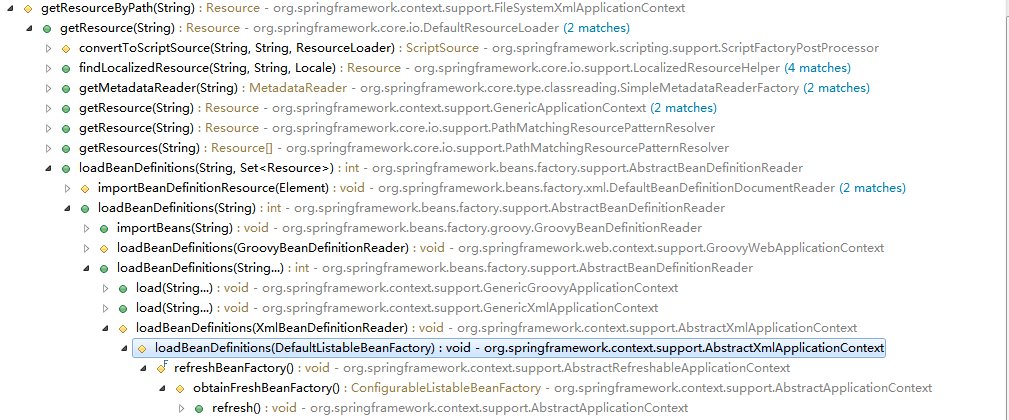 getResourceByPath(String) : Resource - org.springframework.context.support.FileSystemXmlApplicationContext
getResource(String) : Resource - org.springframework.core.io.DefaultResourceLoader (2 matches)
convertToScriptSource(String, String, ResourceLoader) : ScriptSource - org.springframework.scripting.support.ScriptFactoryPostProcessor
findLocalizedResource(String, String, Locale) : Resource - org.springframework.core.io.support.LocalizedResourceHelper (4 matches)
getMetadataReader(String) : MetadataReader - org.springframework.core.type.classreading.SimpleMetadataReaderFactory (2 matches)
getResource(String) : Resource - org.springframework.context.support.GenericApplicationContext (2 matches)
getResource(String) : Resource - org.springframework.core.io.support.PathMatchingResourcePatternResolver
getResources(String) : Resource[] - org.springframework.core.io.support.PathMatchingResourcePatternResolver
loadBeanDefinitions(String, Set<Resource>) : int - org.springframework.beans.factory.support.AbstractBeanDefinitionReader
importBeanDefinitionResource(Element) : void - org.springframework.beans.factory.xml.DefaultBeanDefinitionDocumentReader (2 matches)
loadBeanDefinitions(String) : int - org.springframework.beans.factory.support.AbstractBeanDefinitionReader
importBeans(String) : void - org.springframework.beans.factory.groovy.GroovyBeanDefinitionReader
loadBeanDefinitions(GroovyBeanDefinitionReader) : void - org.springframework.web.context.support.GroovyWebApplicationContext
loadBeanDefinitions(String...) : int - org.springframework.beans.factory.support.AbstractBeanDefinitionReader
load(String...) : void - org.springframework.context.support.GenericGroovyApplicationContext
load(String...) : void - org.springframework.context.support.GenericXmlApplicationContext
loadBeanDefinitions(XmlBeanDefinitionReader) : void - org.springframework.context.support.AbstractXmlApplicationContext
loadBeanDefinitions(DefaultListableBeanFactory) : void - org.springframework.context.support.AbstractXmlApplicationContext
refreshBeanFactory() : void - org.springframework.context.support.AbstractRefreshableApplicationContext
obtainFreshBeanFactory() : ConfigurableListableBeanFactory - org.springframework.context.support.AbstractApplicationContext
refresh() : void - org.springframework.context.support.AbstractApplicationContext